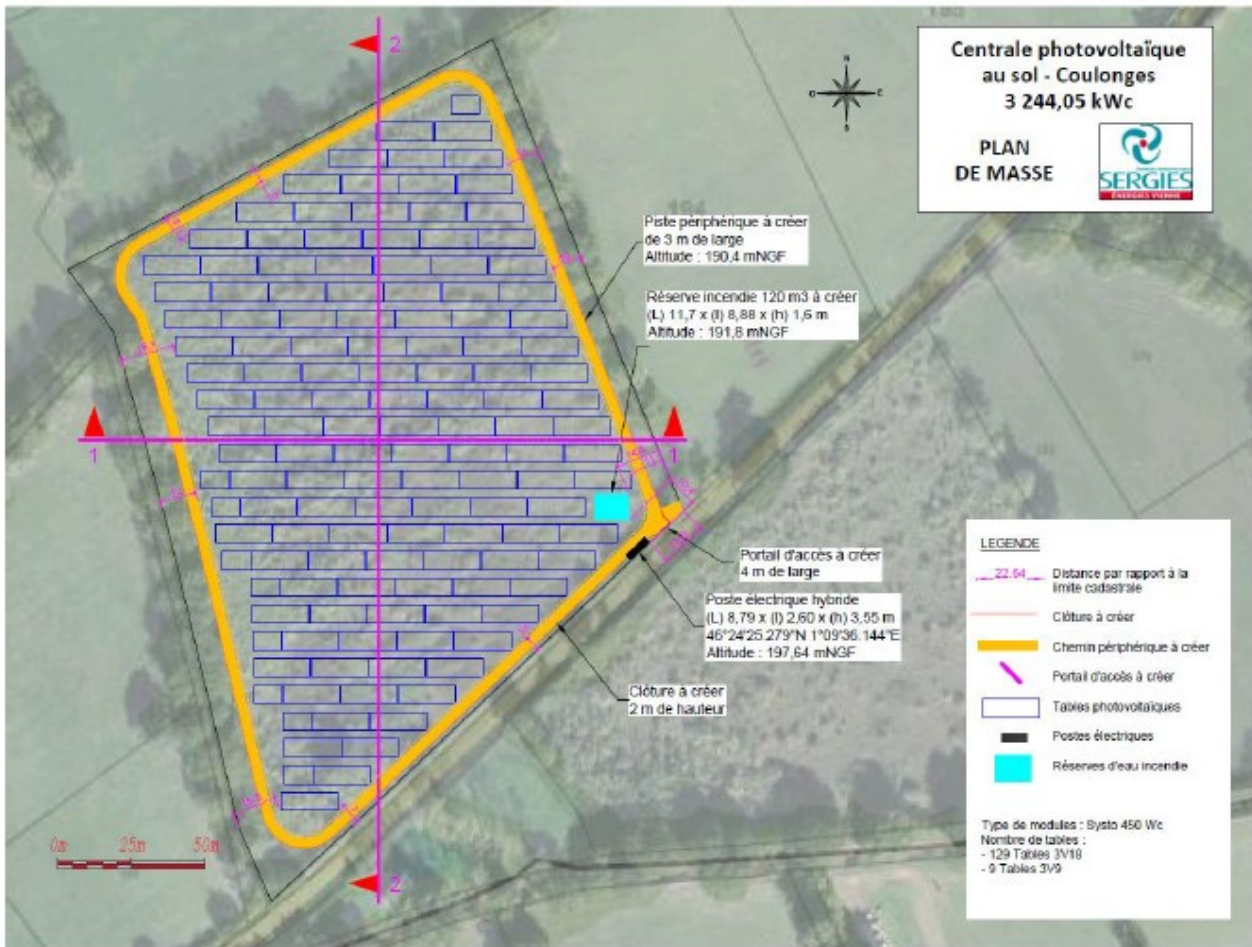 Centrale photovoltaïque
au sol - Coulonges
3 244,05 kWc
PLAN
DE MASSE
SERGIES
ÉNERGIES VIENNE
N
O
E
S
2
194
Piste périphérique à créer
de 3 m de large
Altitude : 190,4 mNGF
Réserve incendie 120 m3 à créer
(L) 11,7 x (l) 8,88 x (h) 1,6 m
Altitude : 191,8 mNGF
1
1
Portail d'accès à créer
4 m de large
Poste électrique hybride
(L) 8,79 x (l) 2,60 x (h) 3,55 m
46°24'25.279"N 1°09'36.144"E
Altitude : 197,64 mNGF
Clôture à créer
2 m de hauteur
0m 25m 50m
2
LEGENDE
22.64 Distance par rapport à la
limite cadastrale
Clôture à créer
Chemin périphérique à créer
Portail d'accès à créer
Tables photovoltaïques
Postes électriques
Réserves d'eau incendie
Type de modules : Systo 450 Wc
Nombre de tables :
- 129 Tables 3V18
- 9 Tables 3V9